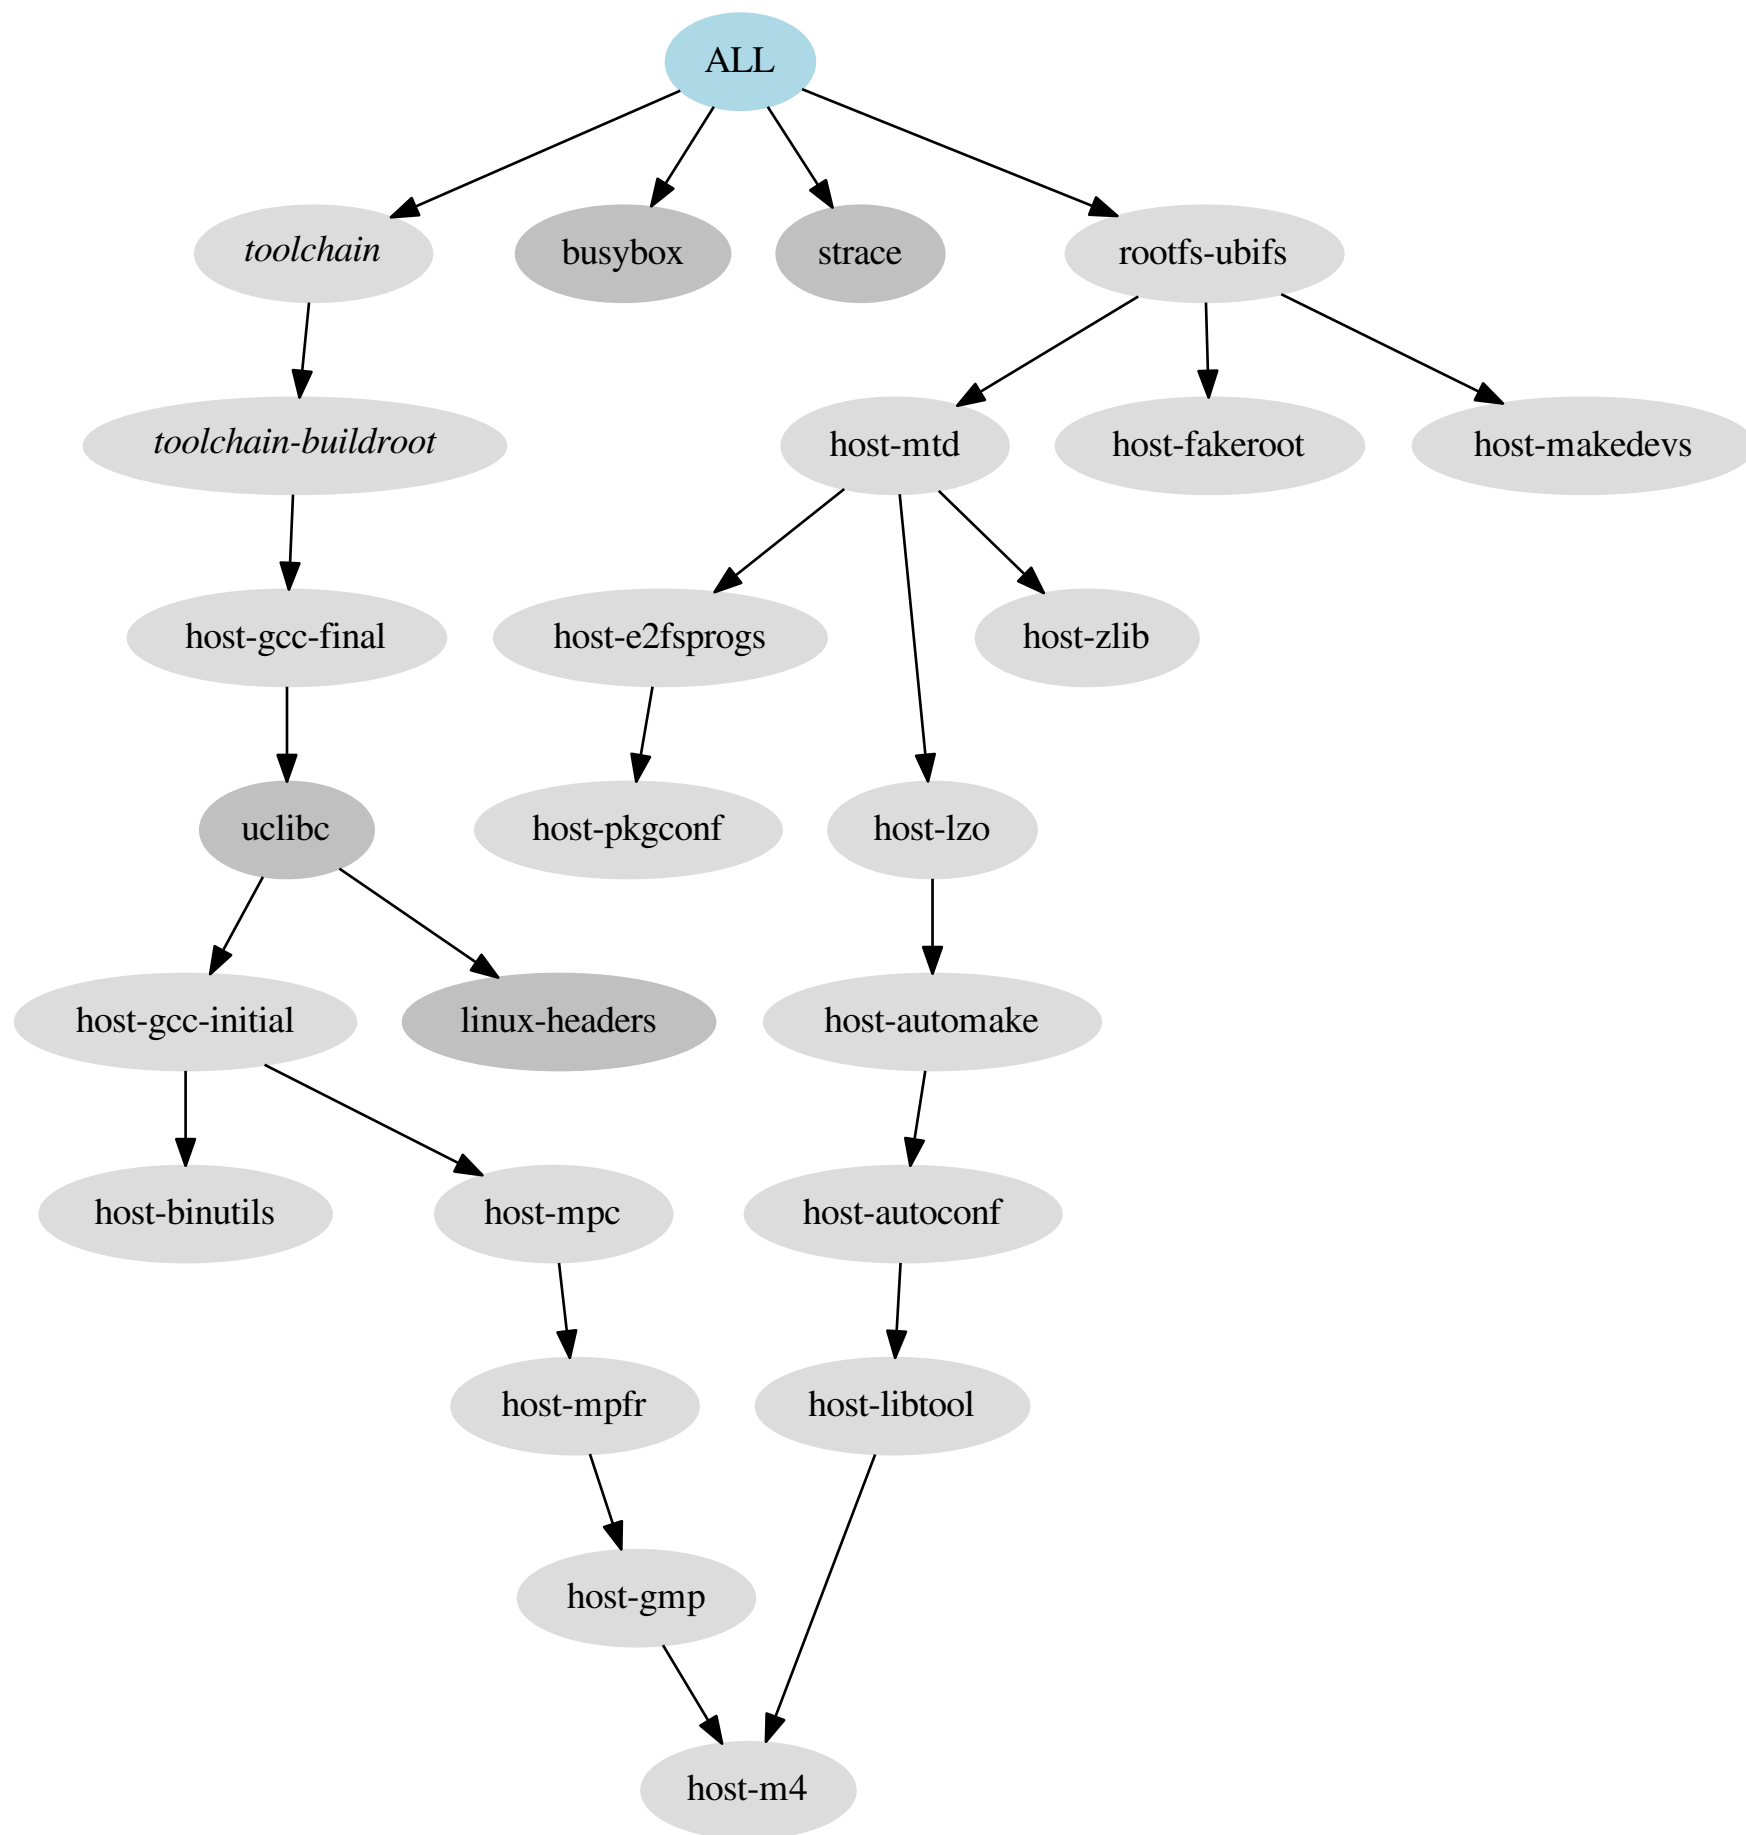 ALL
toolchain
busybox
strace
rootfs-ubifs
toolchain-buildroot
host-mtd
host-fakeroot
host-makedevs
host-gcc-final
host-e2fsprogs
host-zlib
uclibc
host-pkgconf
host-lzo
host-gcc-initial
linux-headers
host-automake
host-binutils
host-mpc
host-autoconf
host-mpfr
host-libtool
host-gmp
host-m4